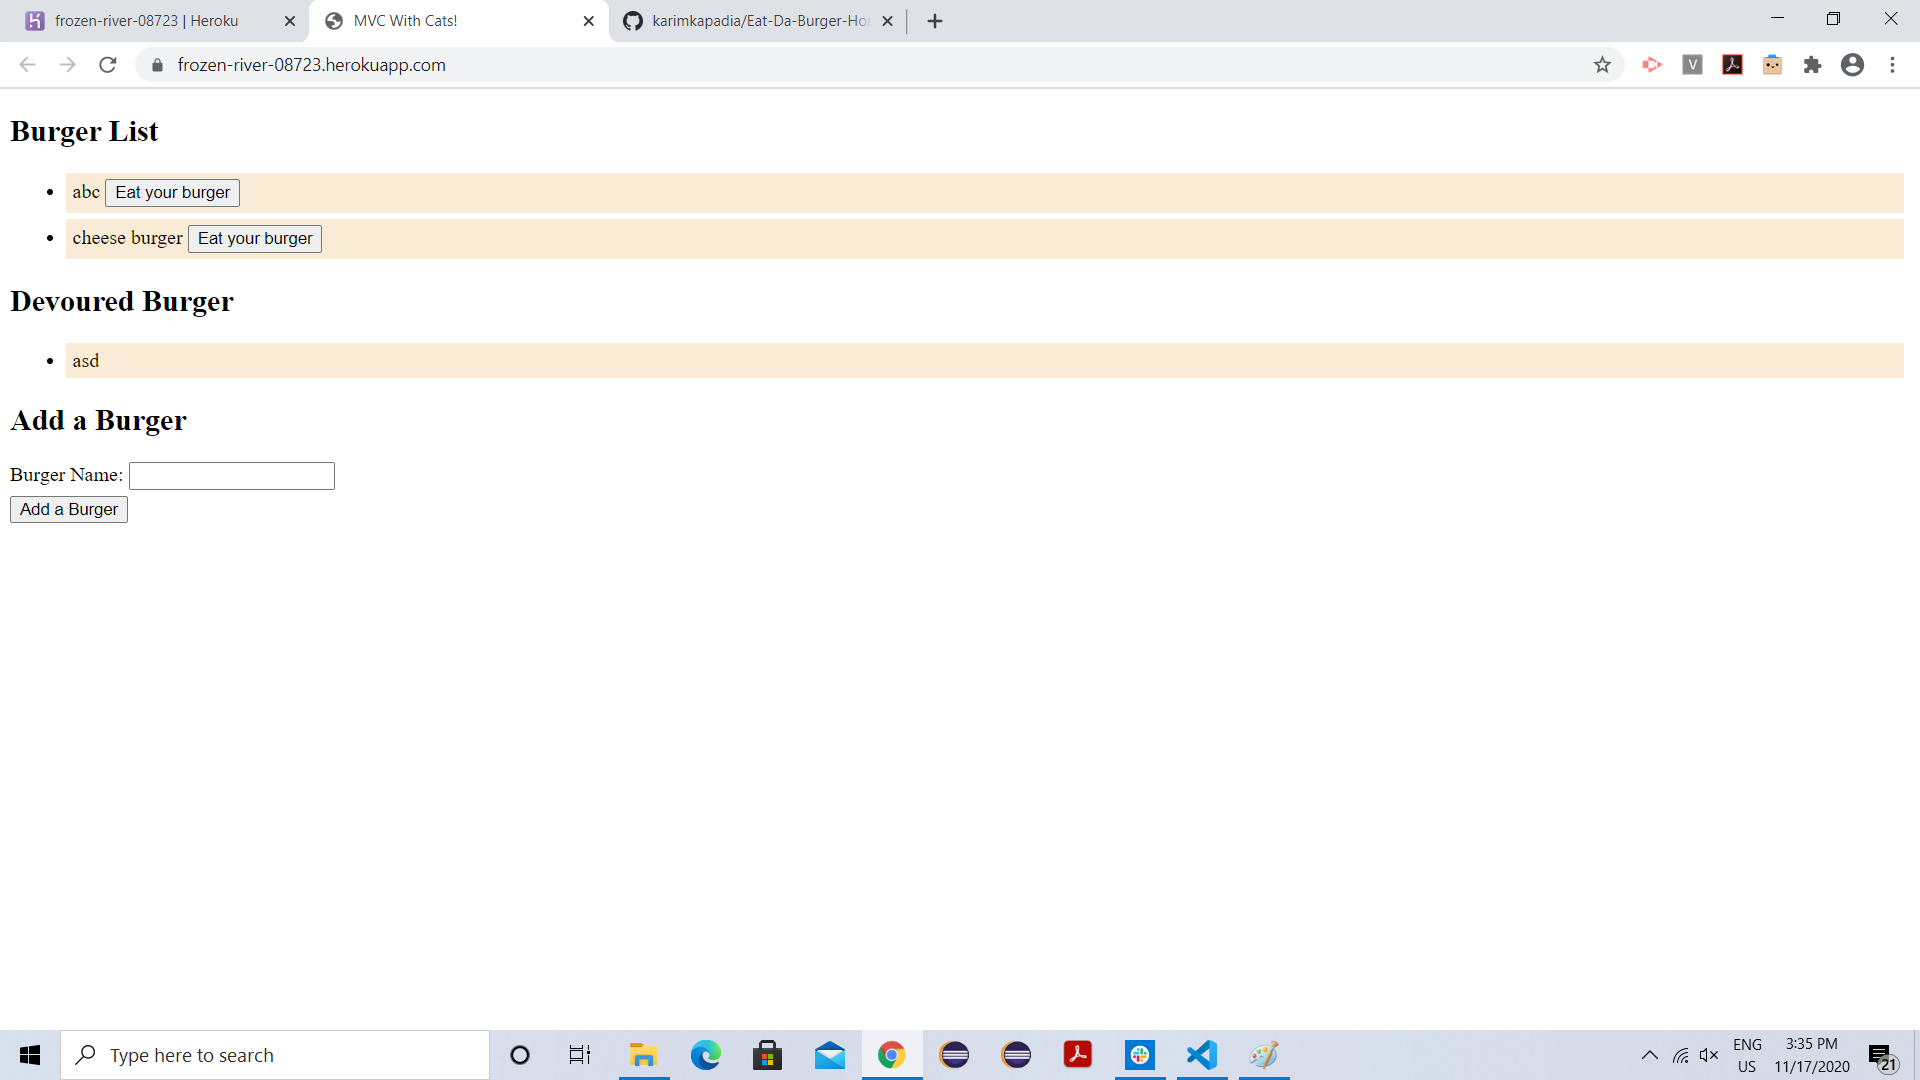 frozen-river-08723 | Heroku
MVC With Cats!
karimkapadia/Eat-Da-Burger-Ho
frozen-river-08723.herokuapp.com
V
Burger List
abc Eat your burger
cheese burger Eat your burger
Devoured Burger
asd
Add a Burger
Burger Name:
Add a Burger
Type here to search
ENG
US
3:35 PM
11/17/2020
21